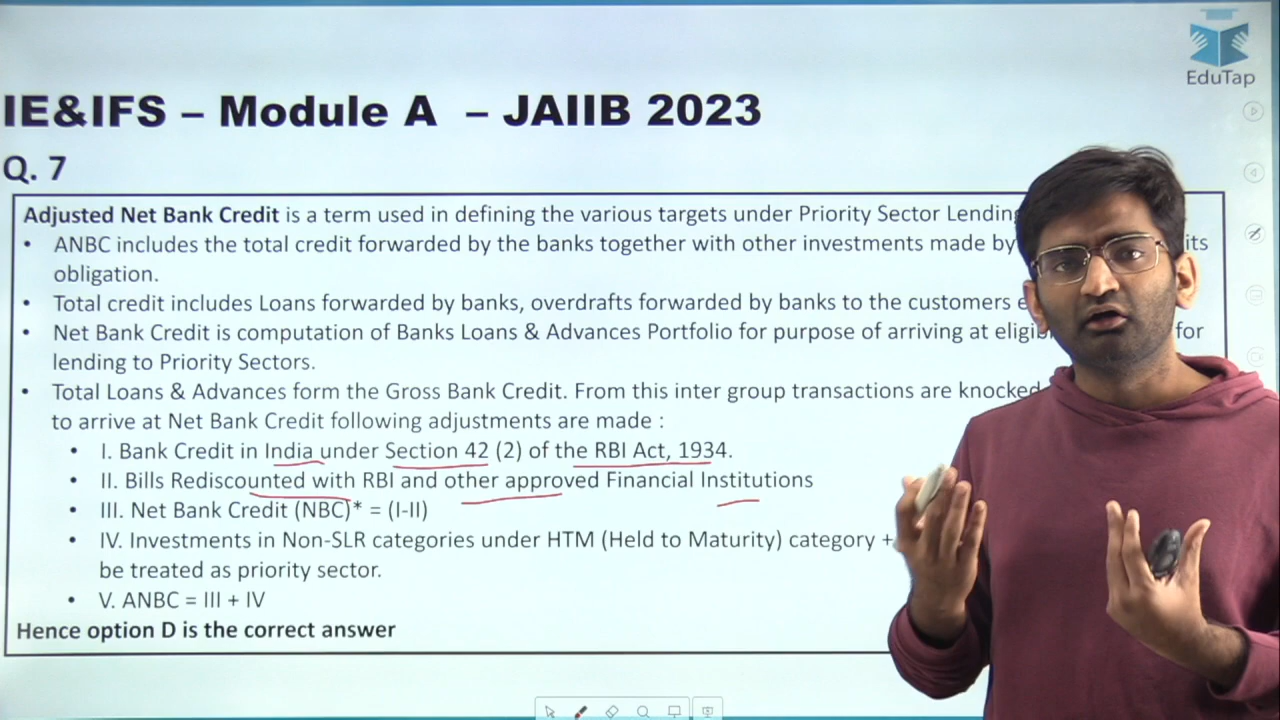 EduTap
IE&IFS – Module A – JAIIB 2023
Q. 7
Adjusted Net Bank Credit is a term used in defining the various targets under Priority Sector Lending
• ANBC includes the total credit forwarded by the banks together with other investments made by its
obligation.
• Total credit includes Loans forwarded by banks, overdrafts forwarded by banks to the customers
• Net Bank Credit is computation of Banks Loans & Advances Portfolio for purpose of arriving at for
lending to Priority Sectors.
• Total Loans & Advances form the Gross Bank Credit. From this inter group transactions are knocked
to arrive at Net Bank Credit following adjustments are made :
• I. Bank Credit in India under Section 42 (2) of the RBI Act, 1934.
• II. Bills Rediscounted with RBI and other approved Financial Institutions
• III. Net Bank Credit (NBC)* = (I-II)
• IV. Investments in Non-SLR categories under HTM (Held to Maturity) category +
be treated as priority sector.
• V. ANBC = III + IV
Hence option D is the correct answer